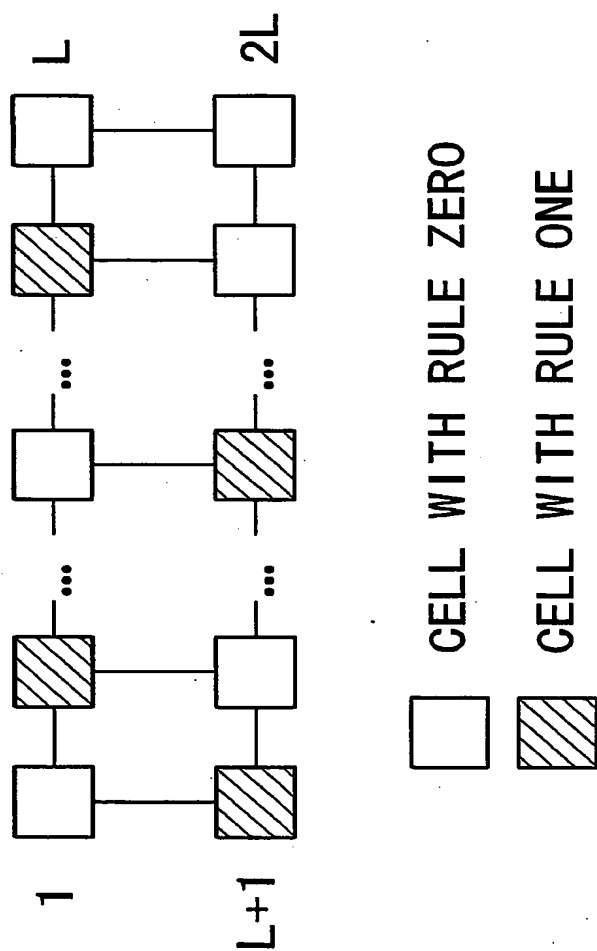 1 ... ... L
L+1 ... ... 2L
CELL WITH RULE ZERO
CELL WITH RULE ONE